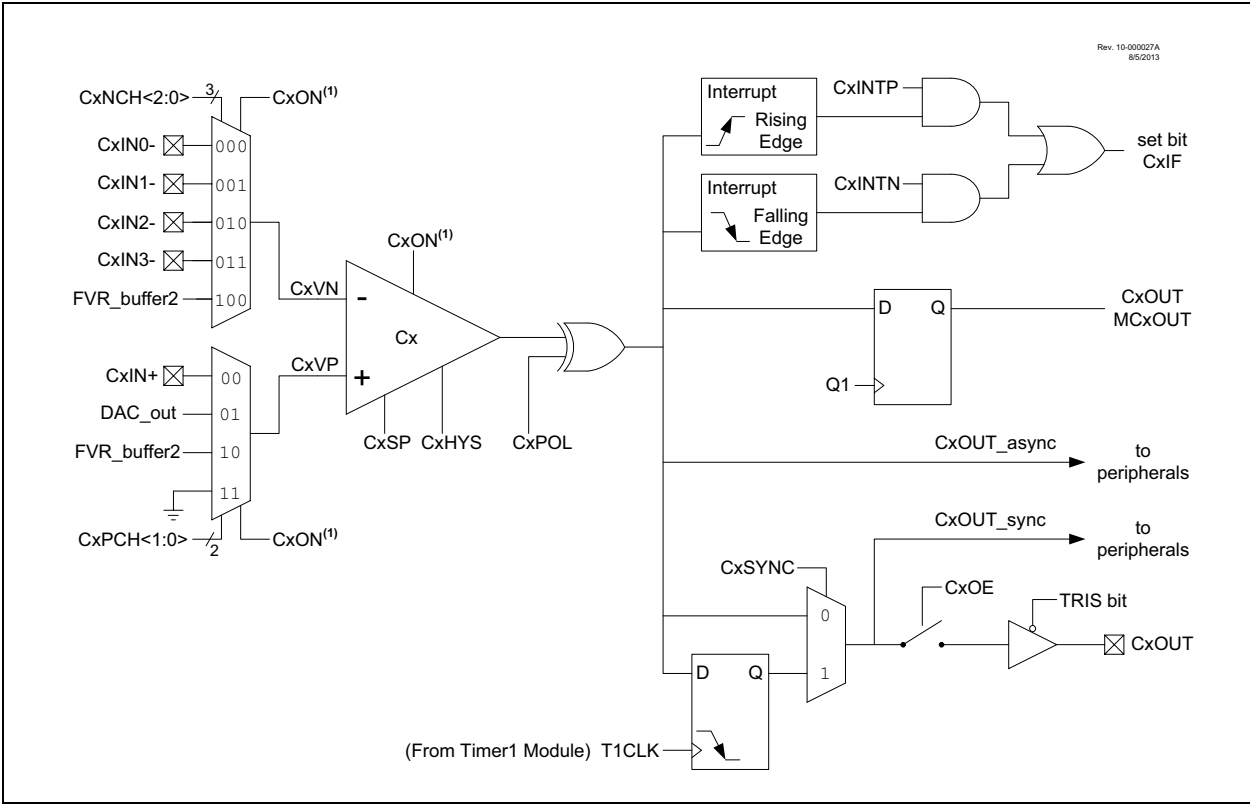 Rev. 10-000027A
8/5/2013
CxNCH<2:0>
3
CxON(1)
CxIN0-
000
CxIN1-
001
CxIN2-
010
CxIN3-
011
FVR_buffer2
100
CxVN
CxON(1)
-
Cx
+
CxVP
CxSP
CxHYS
CxPOL
CxIN+
00
DAC_out
01
FVR_buffer2
10
11
CxPCH<1:0>
2
CxON(1)
Interrupt
Rising
Edge
CxINTP
Interrupt
Falling
Edge
CxINTN
set bit
CxIF
D
Q
Q1
CxOUT
MCxOUT
CxOUT_async
to
peripherals
CxOUT_sync
to
peripherals
CxSYNC
0
1
CxOE
TRIS bit
CxOUT
D
Q
(From Timer1 Module) T1CLK